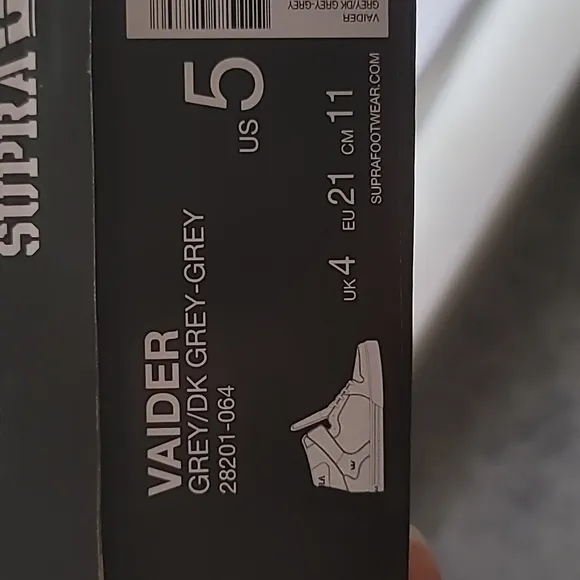 SUPRA
VAIDER
GREY/DK GREY-GREY
VAIDER
GREY/DK GREY-GREY
28201-064
US 5
UK 4 EU 21 CM 11
SUPRAFOOTWEAR.COM